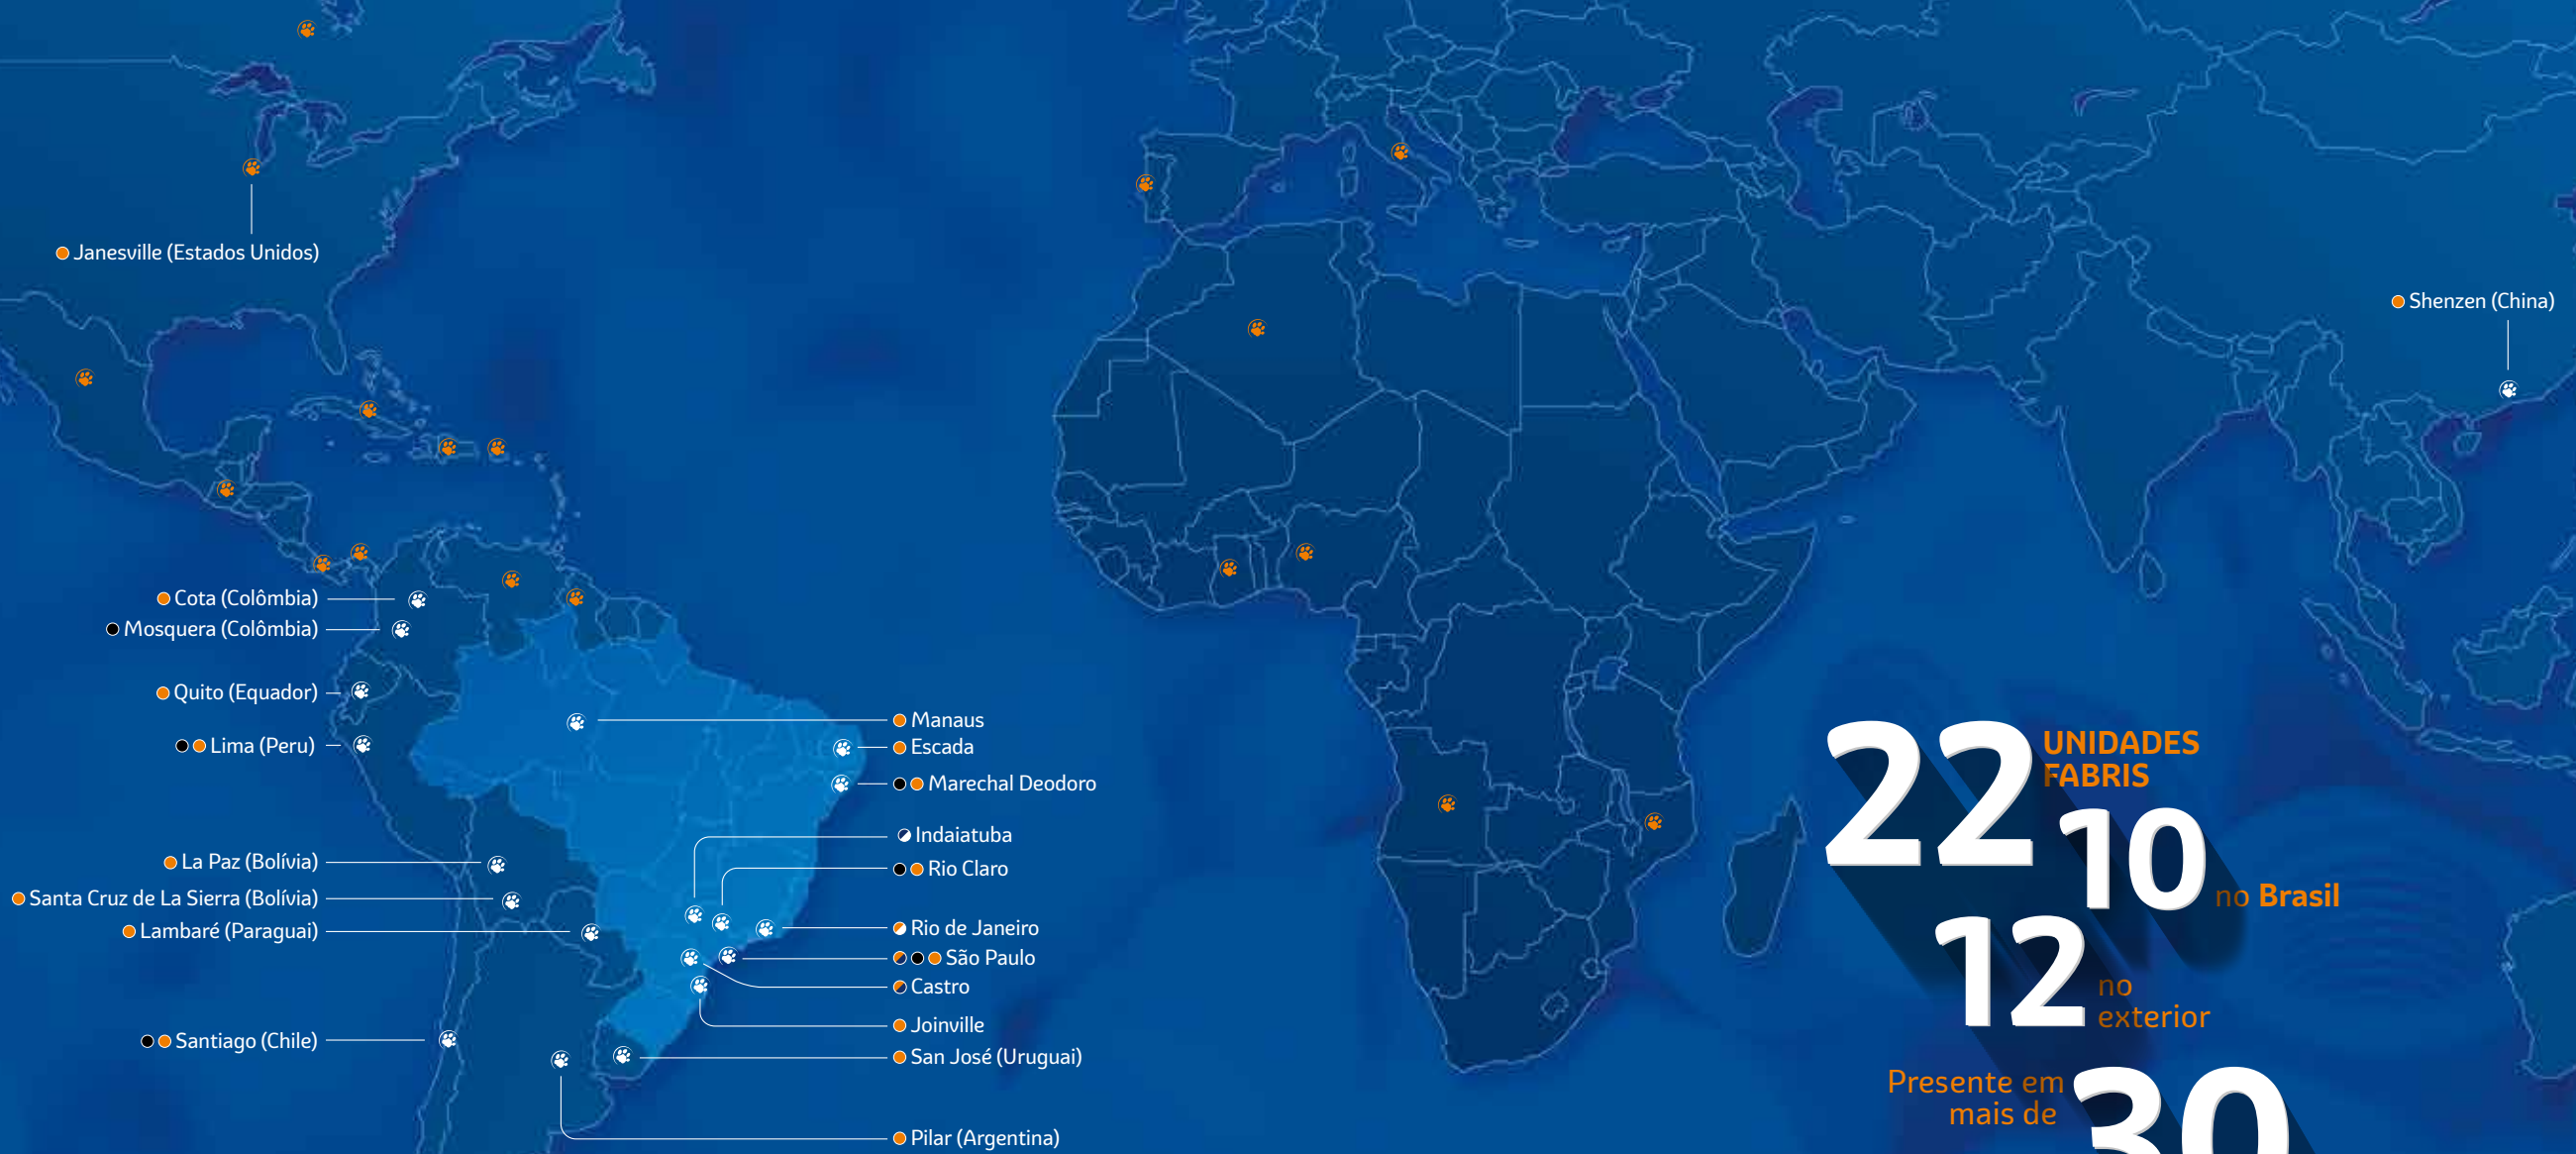 Janesville (Estados Unidos)
Shenzen (China)
Cota (Colômbia)
Mosquera (Colômbia)
Quito (Equador)
Lima (Peru)
La Paz (Bolívia)
Santa Cruz de La Sierra (Bolívia)
Lambaré (Paraguai)
Santiago (Chile)
Manaus
Escada
Marechal Deodoro
Indaiatuba
Rio Claro
Rio de Janeiro
São Paulo
Castro
Joinville
San José (Uruguai)
Pilar (Argentina)
22 UNIDADES
FABRIS
10 no Brasil
12 no
exterior
Presente em
mais de 30